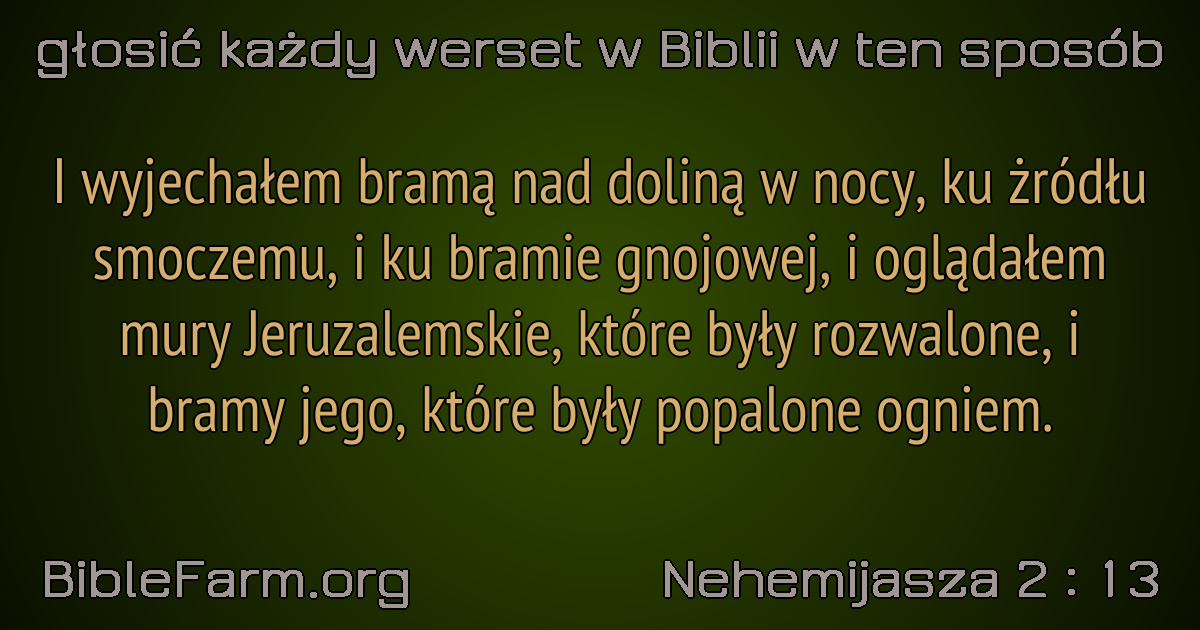 głosić każdy werset w Biblii w ten sposób
I wyjechałem bramą nad doliną w nocy, ku żródłu
smoczemu, i ku bramie gnojowej, i oglądałem
mury Jeruzalemskie, które były rozwalone, i
bramy jego, które były popalone ogniem.
BibleFarm.org
Nehemijasza 2 : 13